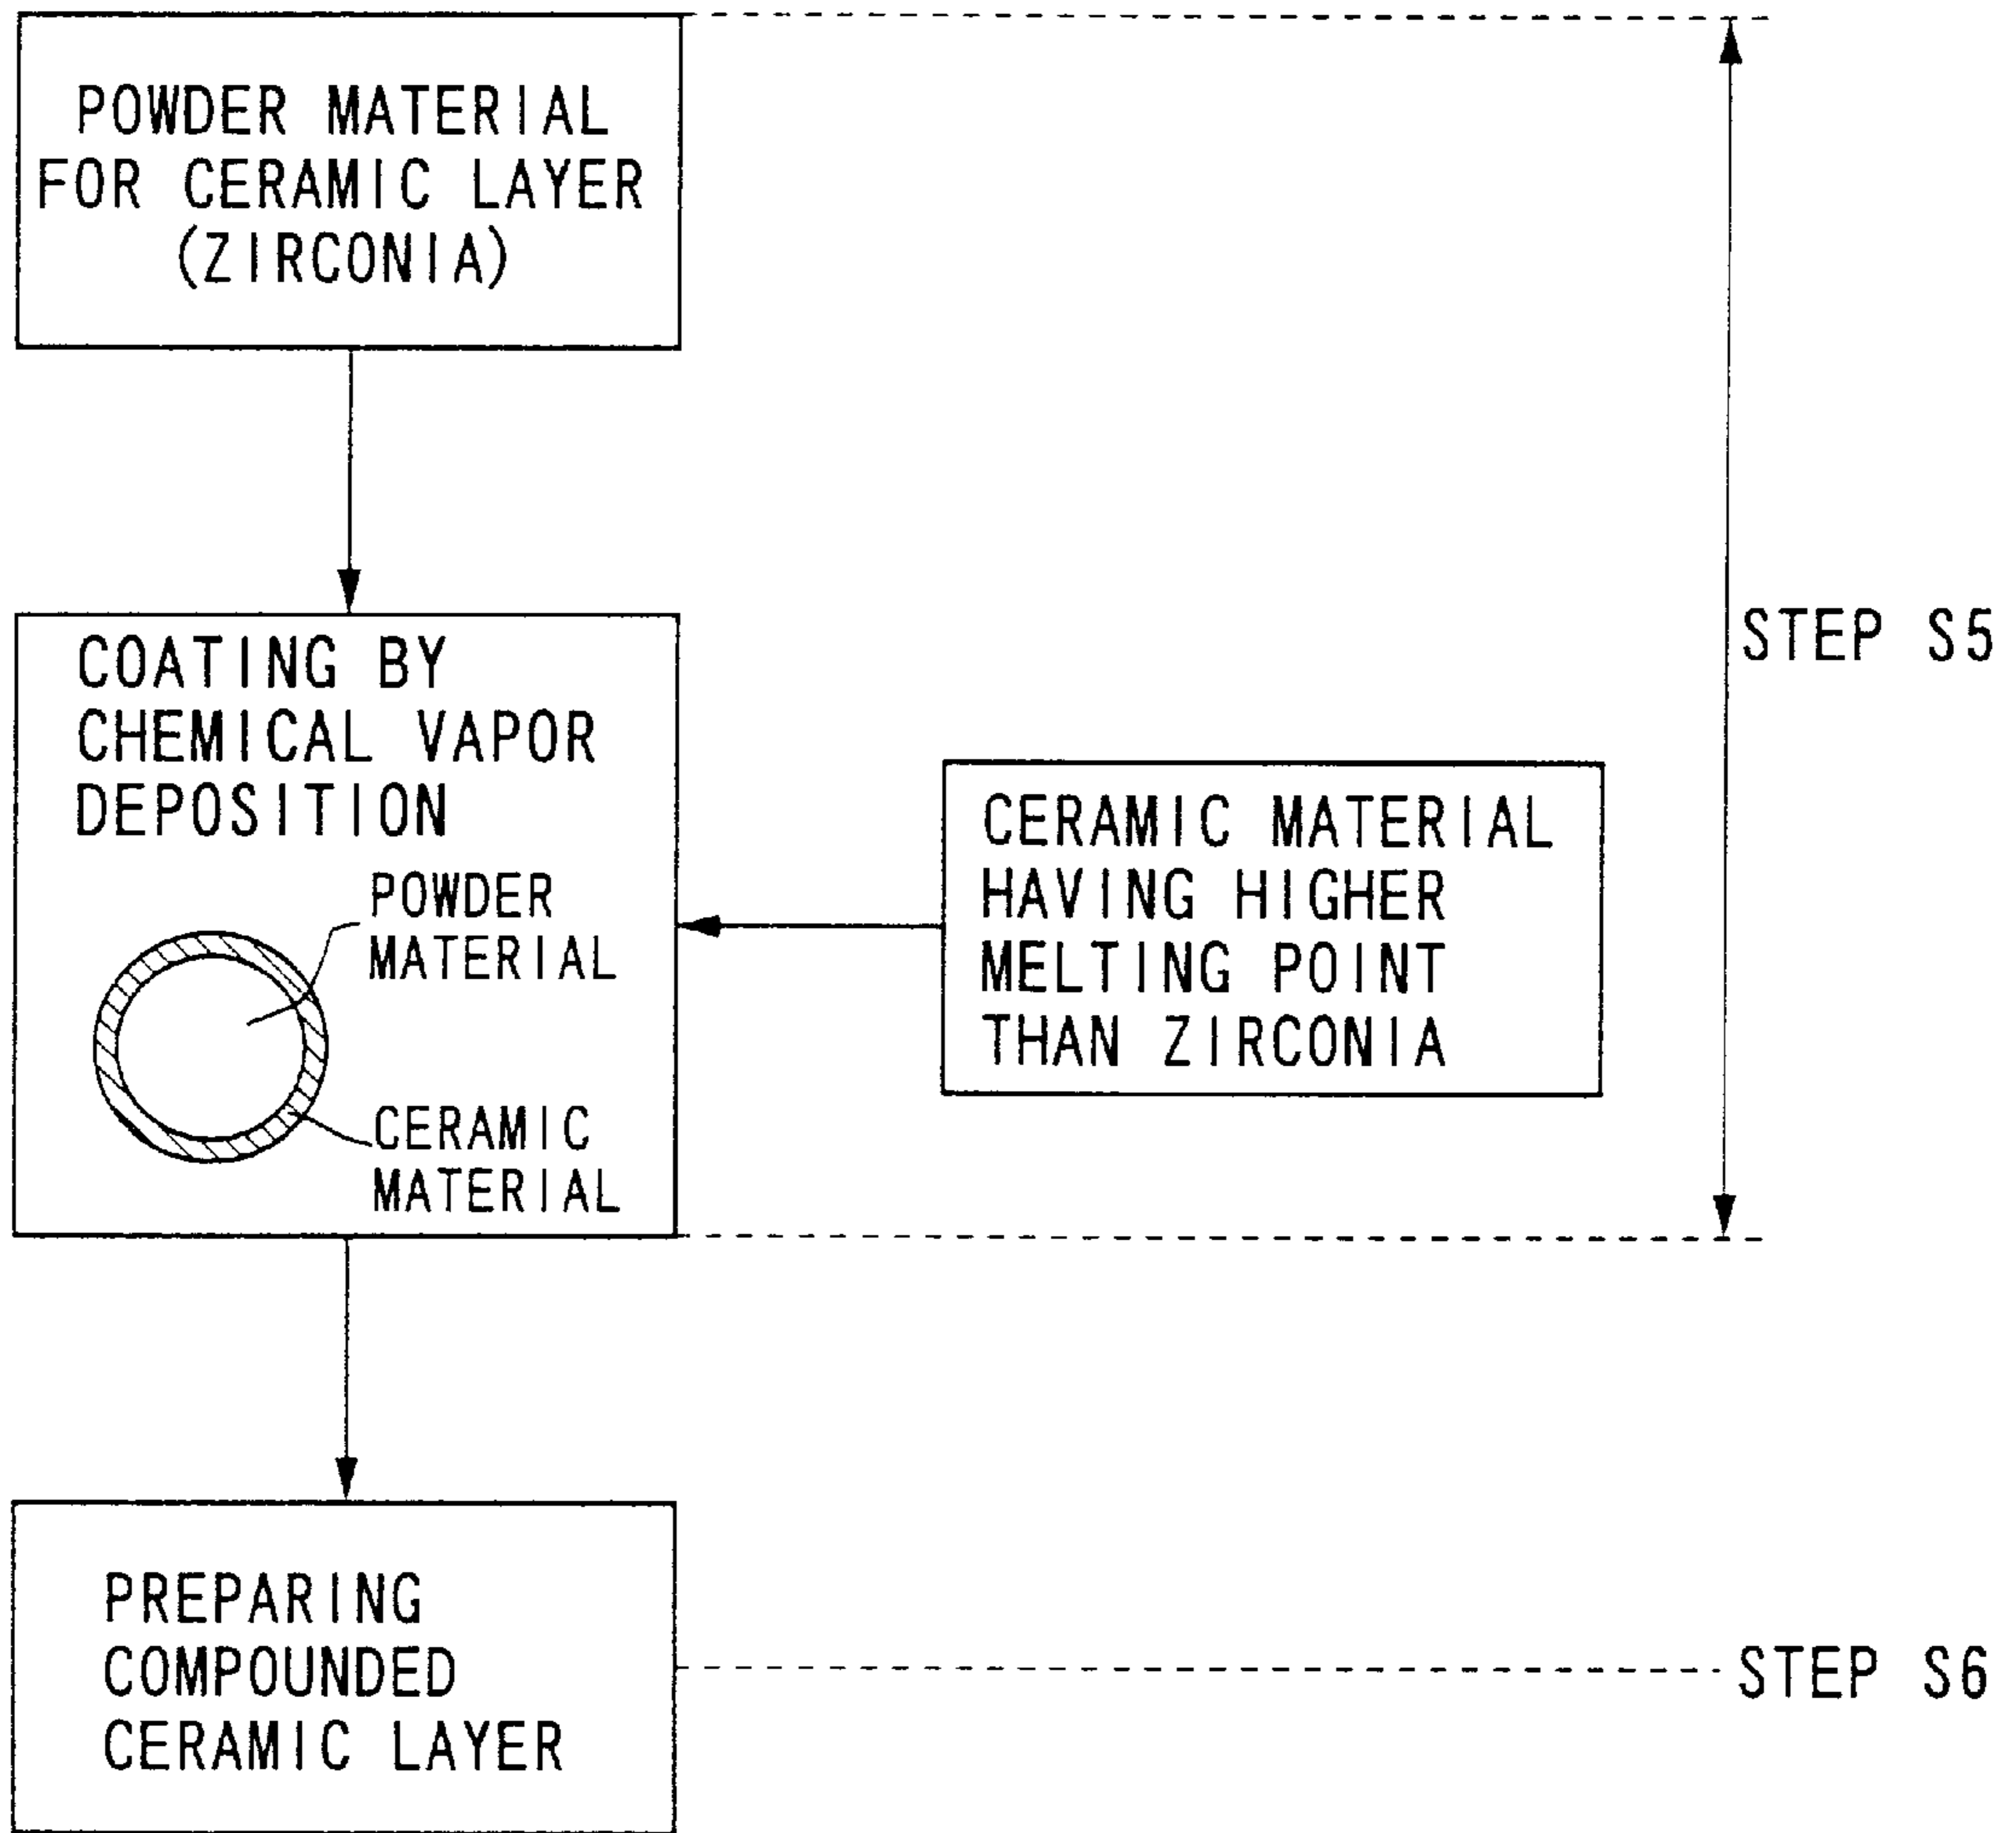 POWDER MATERIAL
FOR CERAMIC LAYER
(ZIRCONIA)
COATING BY
CHEMICAL VAPOR
DEPOSITION
POWDER
MATERIAL
CERAMIC
MATERIAL
CERAMIC MATERIAL
HAVING HIGHER
MELTING POINT
THAN ZIRCONIA
STEP S5
PREPARING
COMPOUNDED
CERAMIC LAYER
STEP S6